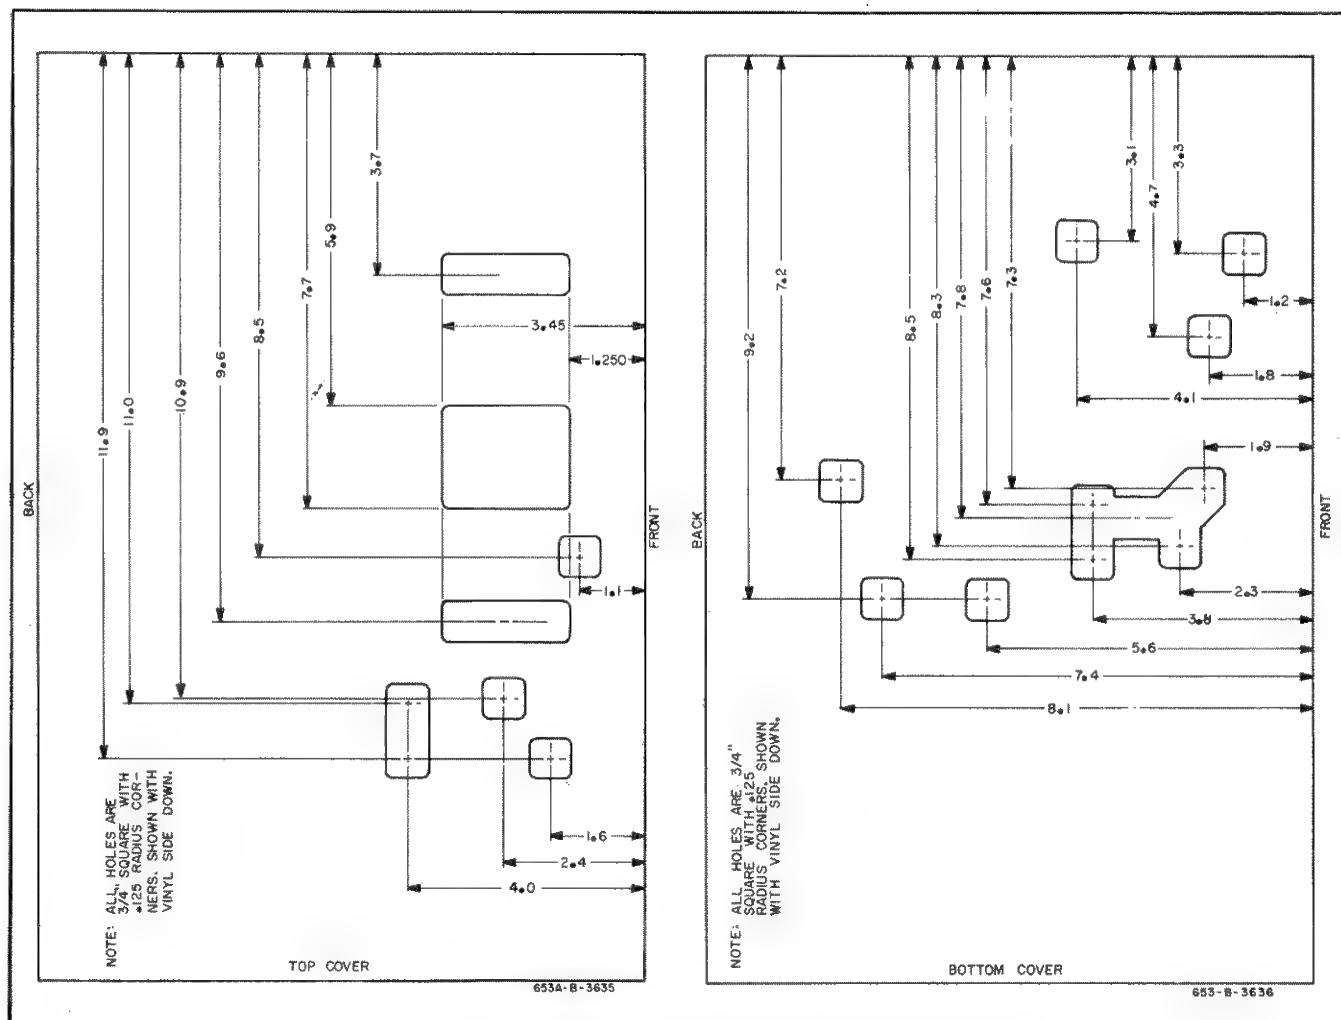 3.7
5.9
7.7
8.5
9.6
10.9
11.0
11.9
3.45
1.250
1.1
1.6
2.4
4.0
BACK
FRONT
NOTE: ALL HOLES ARE
3/4" SQUARE WITH
.125 RADIUS COR-
NERS. SHOWN WITH
VINYL SIDE DOWN.
TOP COVER
653A-B-3635
3.1
4.7
3.3
7.2
9.2
8.5
8.3
7.8
7.6
7.3
1.2
1.8
4.1
1.9
2.3
3.8
5.6
7.4
8.1
BACK
FRONT
NOTE: ALL HOLES ARE 3/4"
SQUARE WITH .125
RADIUS CORNERS. SHOWN
WITH VINYL SIDE DOWN.
BOTTOM COVER
653-B-3636